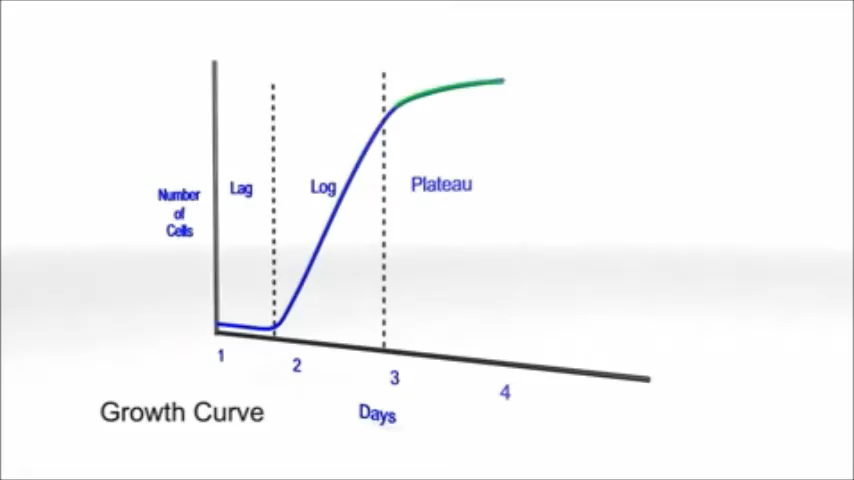 Number
of
Cells
Lag
Log
Plateau
1
2
3
4
Days
Growth Curve